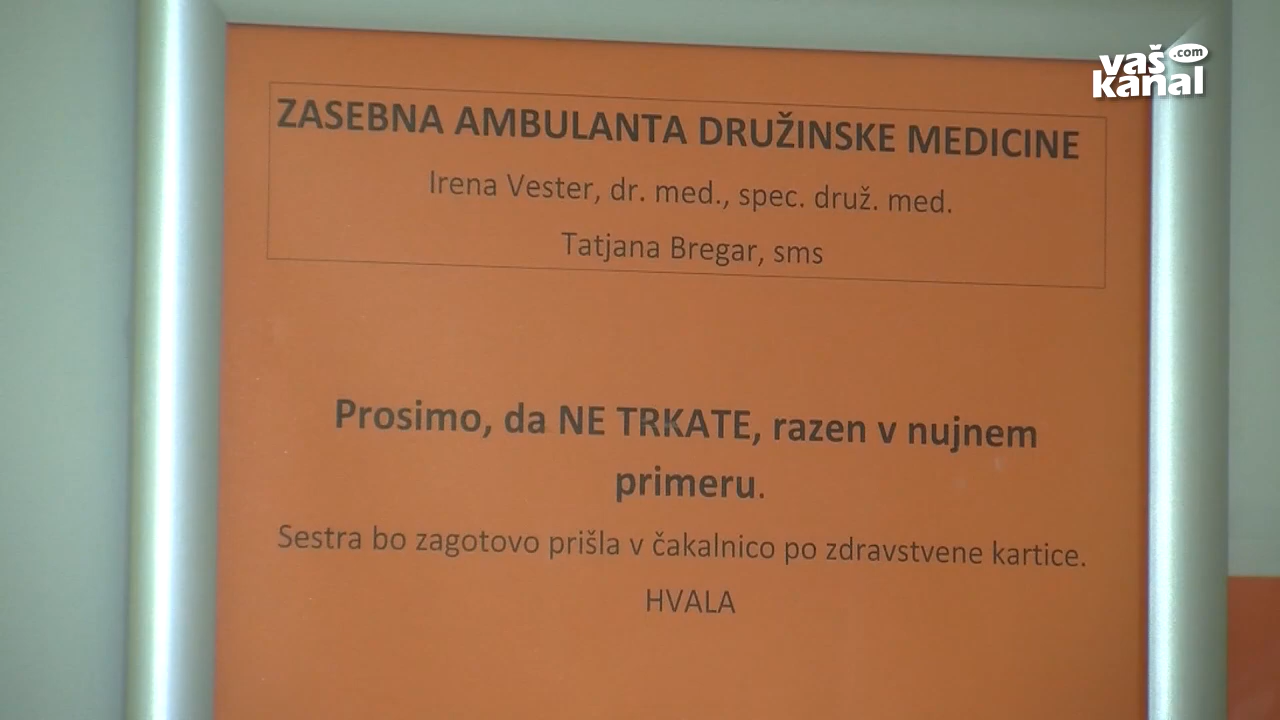 vaš .com
kanal
ZASEBNA AMBULANTA DRUŽINSKE MEDICINE
Irena Vester, dr. med., spec. druž. med.
Tatjana Bregar, sms
Prosimo, da NE TRKATE, razen v nujnem
primeru.
Sestra bo zagotovo prišla v čakalnico po zdravstvene kartice.
HVALA